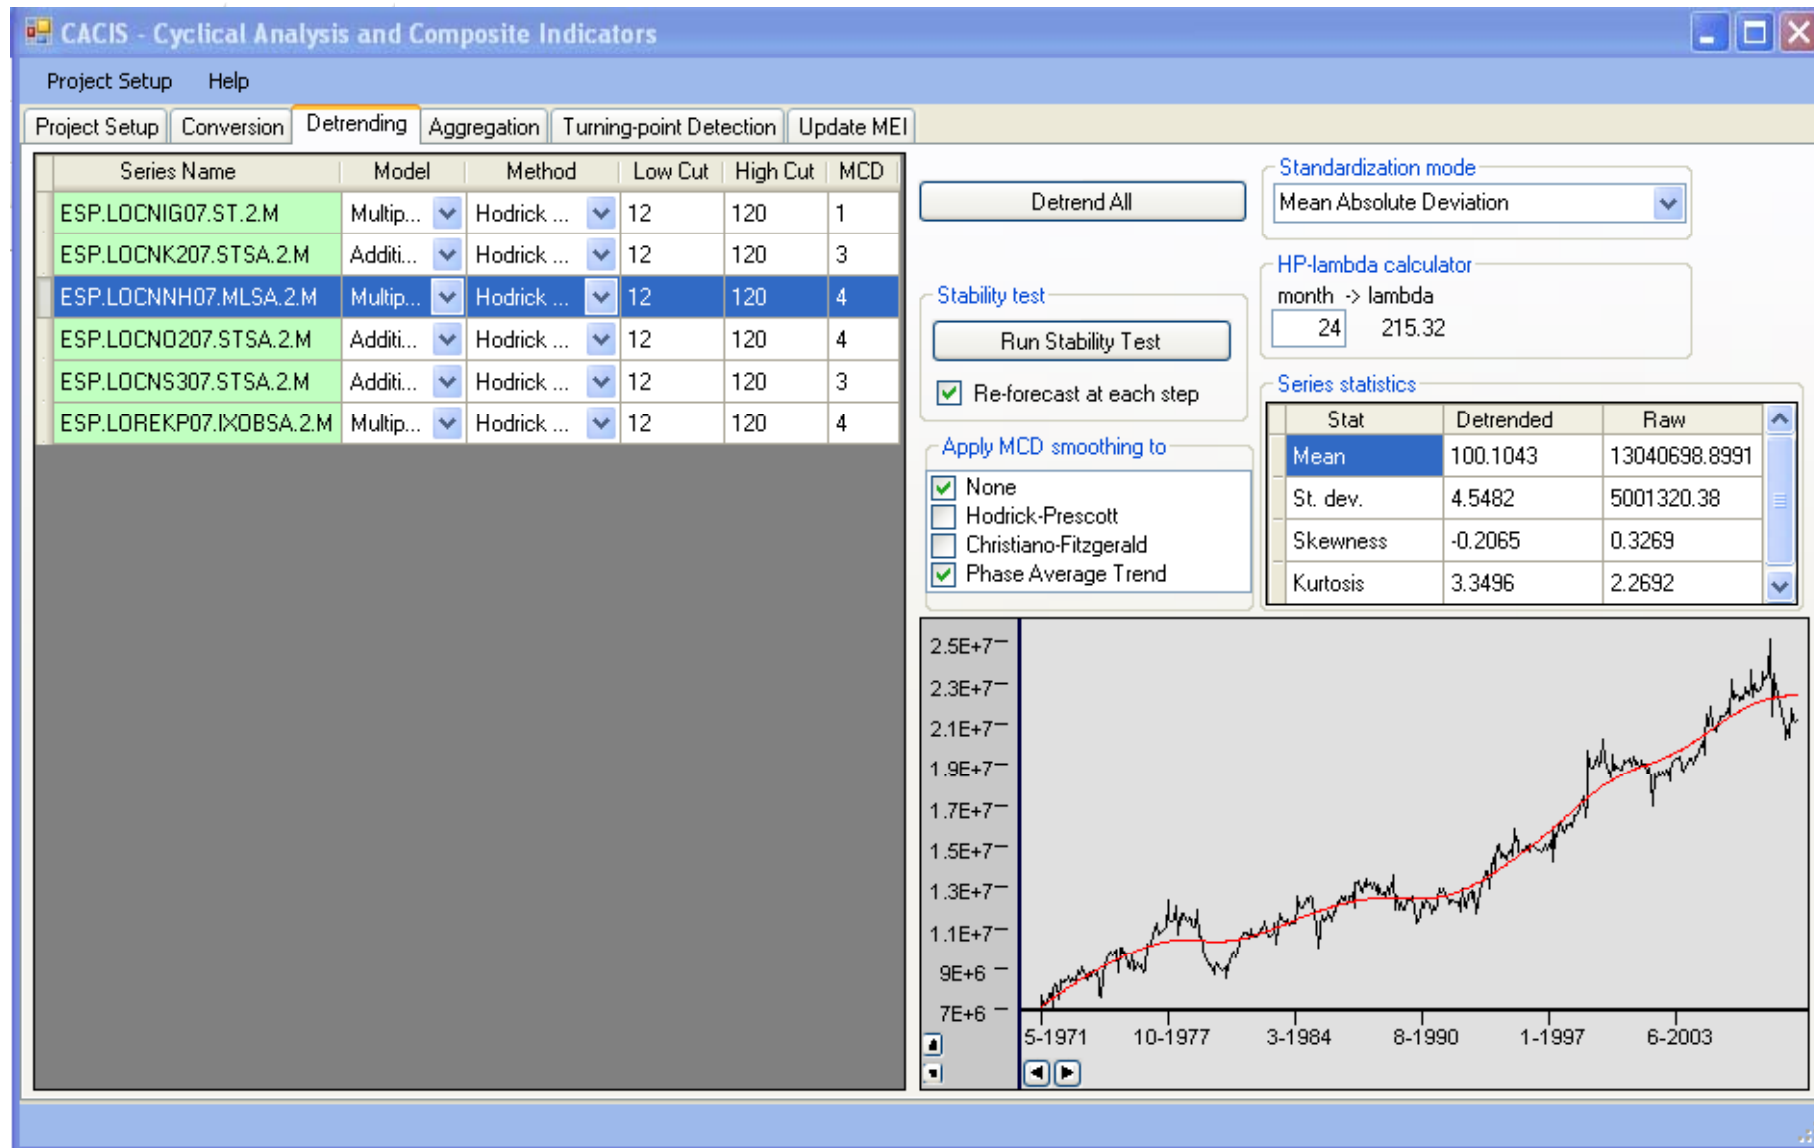 CACIS - Cyclical Analysis and Composite Indicators
Project Setup Help
Project Setup Conversion Detrending Aggregation Turning-point Detection Update MEI
Series Name Model Method Low Cut High Cut MCD
ESP.LOCNIG07.ST.2.M Multip... Hodrick ... 12 120 1
ESP.LOCNK207.STSA.2.M Additi... Hodrick ... 12 120 3
ESP.LOCNNH07.MLSA.2.M Multip... Hodrick ... 12 120 4
ESP.LOCNO207.STSA.2.M Additi... Hodrick ... 12 120 4
ESP.LOCNS307.STSA.2.M Additi... Hodrick ... 12 120 3
ESP.LOREKP07.IXOBSA.2.M Multip... Hodrick ... 12 120 4
Detrend All
Standardization mode
Mean Absolute Deviation
HP-lambda calculator
month -> lambda
24 215.32
Stability test
Run Stability Test
Re-forecast at each step
Apply MCD smoothing to
None
Hodrick-Prescott
Christiano-Fitzgerald
Phase Average Trend
Series statistics
Stat Detrended Raw
Mean 100.1043 13040698.8991
St. dev. 4.5482 5001320.38
Skewness -0.2065 0.3269
Kurtosis 3.3496 2.2692
2.5E+7
2.3E+7
2.1E+7
1.9E+7
1.7E+7
1.5E+7
1.3E+7
1.1E+7
9E+6
7E+6
5-1971 10-1977 3-1984 8-1990 1-1997 6-2003